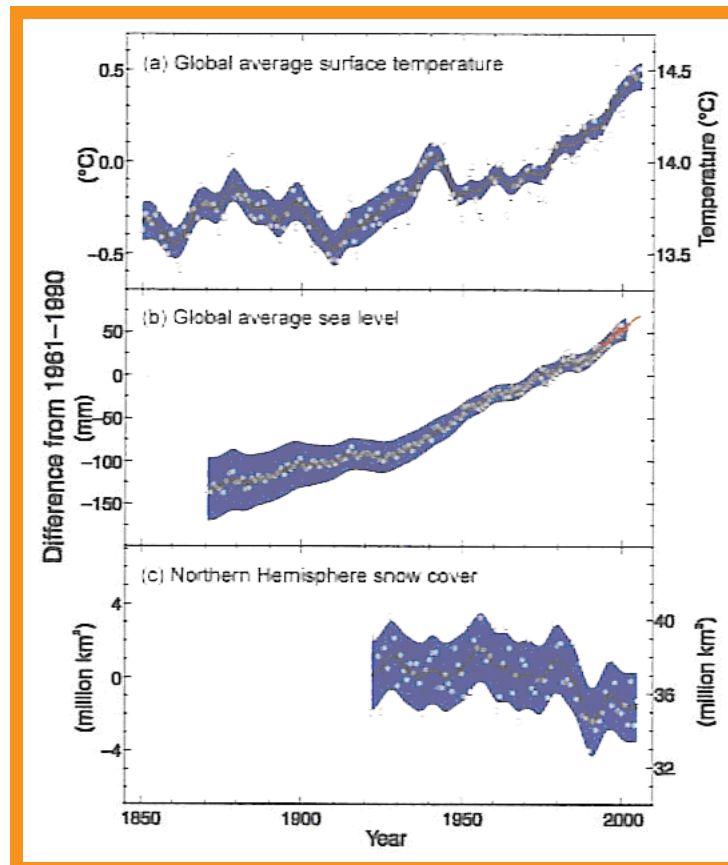 (a) Global average surface temperature
0.5
0.0
−0.5
(°C)
14.5
14.0
13.5
Temperature (°C)
Difference from 1961–1990
(b) Global average sea level
50
0
−50
−100
−150
(mm)
(c) Northern Hemisphere snow cover
4
0
−4
(million km²)
40
36
32
(million km²)
1850
1900
1950
2000
Year